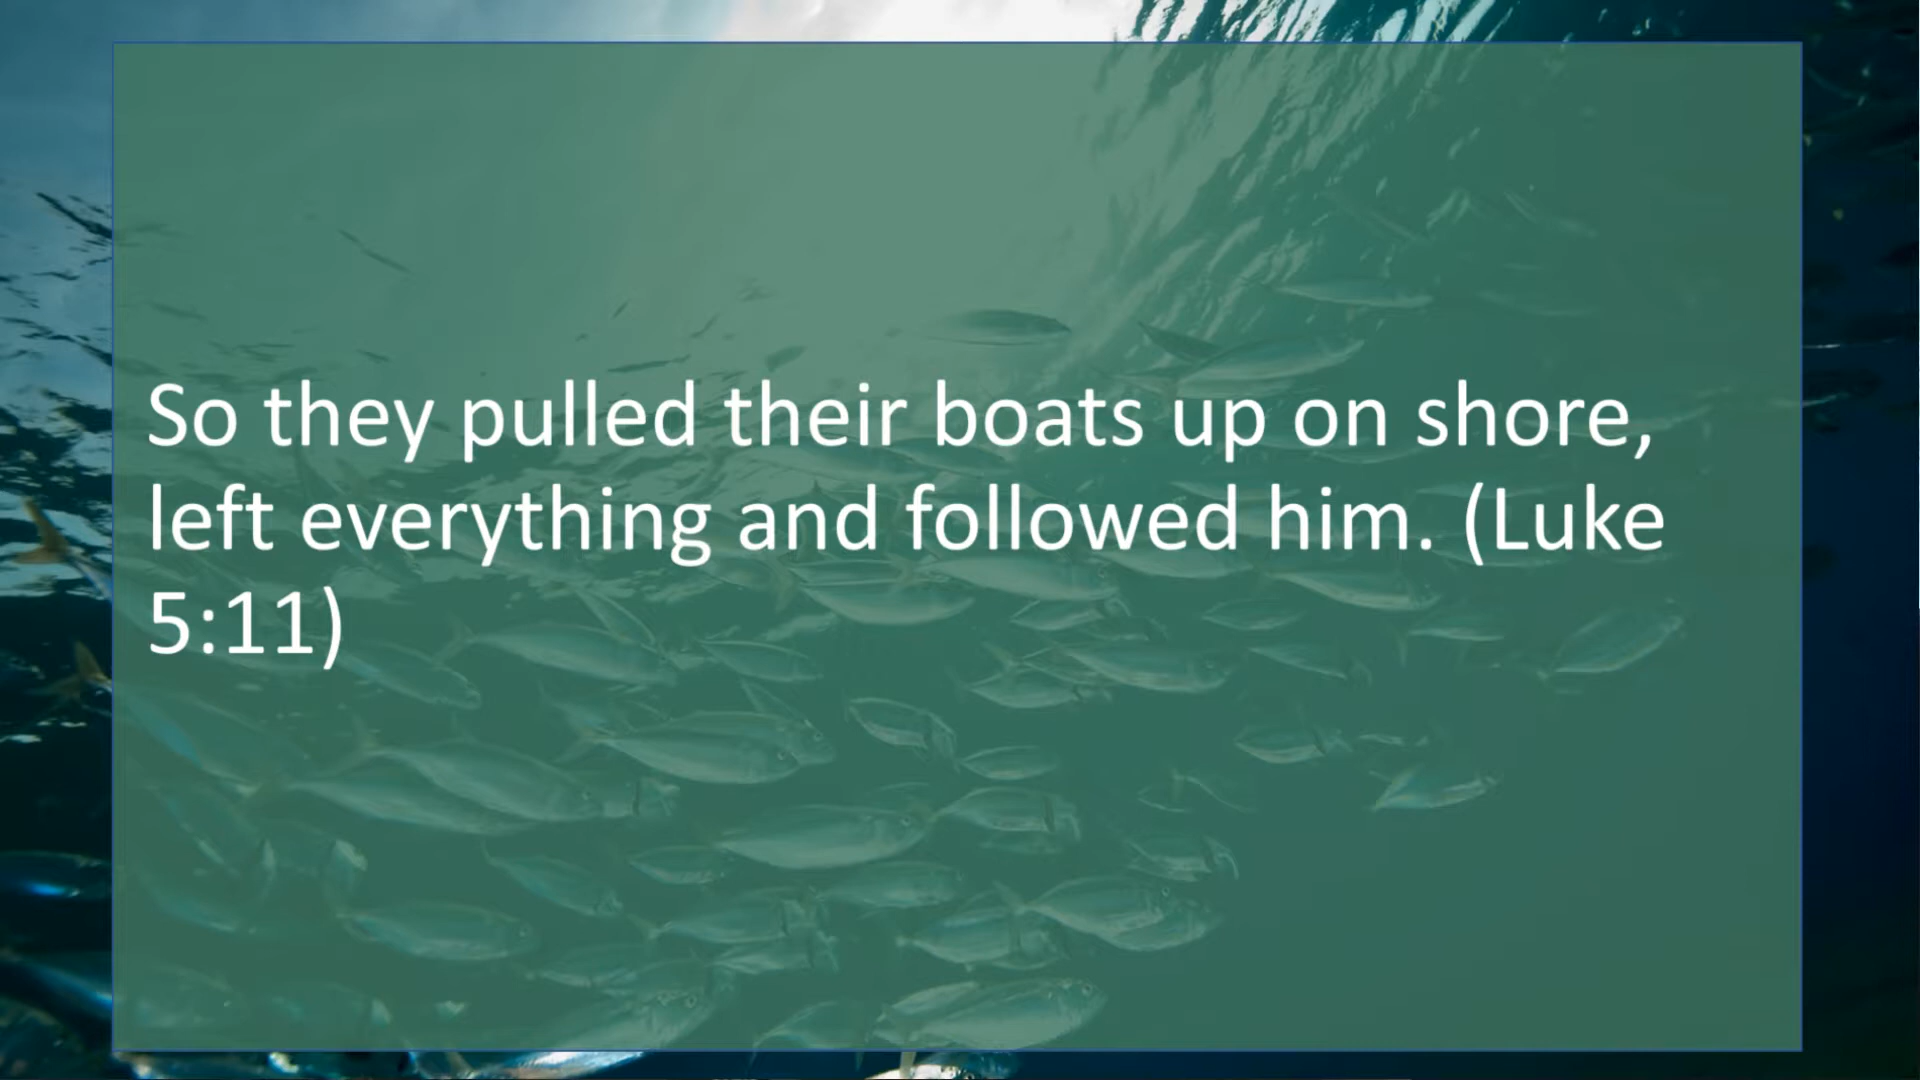 So they pulled their boats up on shore,
left everything and followed him. (Luke
5:11)